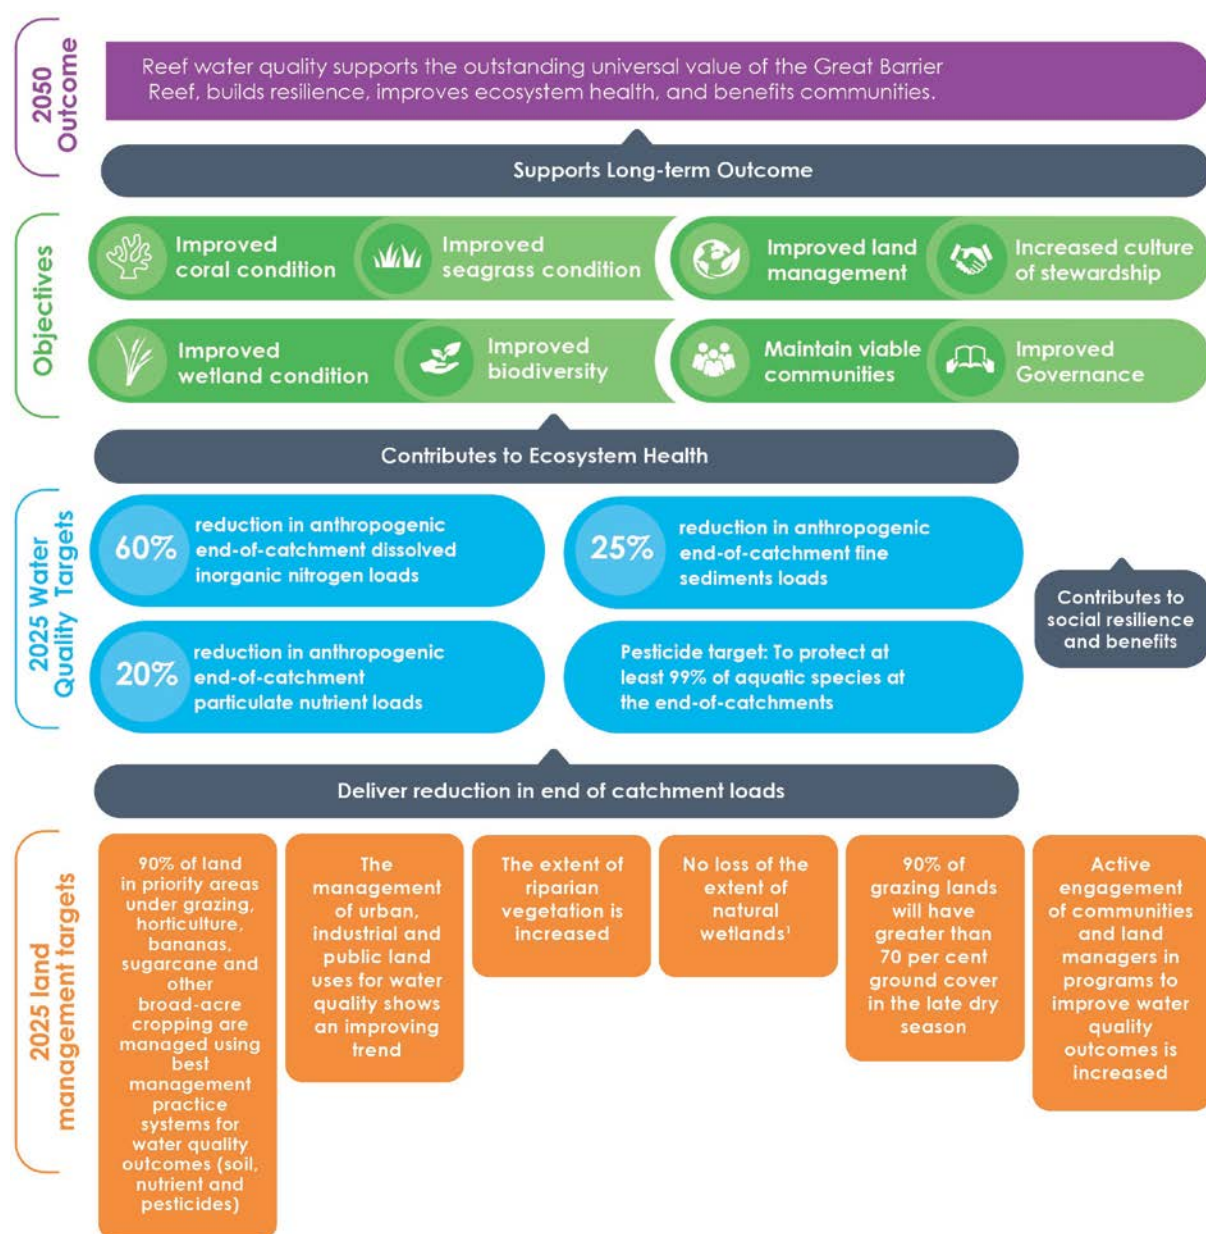 2050
Outcome
Reef water quality supports the outstanding universal value of the Great Barrier
Reef, builds resilience, improves ecosystem health, and benefits communities.
Supports Long-term Outcome
Objectives
Improved
coral condition
Improved
seagrass condition
Improved land
management
Increased culture
of stewardship
Improved
wetland condition
Improved
biodiversity
Maintain viable
communities
Improved
Governance
Contributes to Ecosystem Health
2025 Water
Quality Targets
60%
reduction in anthropogenic
end-of-catchment dissolved
inorganic nitrogen loads
25%
reduction in anthropogenic
end-of-catchment fine
sediments loads
20%
reduction in anthropogenic
end-of-catchment
particulate nutrient loads
Pesticide target: To protect at
least 99% of aquatic species at
the end-of-catchments
Contributes to
social resilience
and benefits
Deliver reduction in end of catchment loads
2025 land
management targets
90% of land
in priority areas
under grazing,
horticulture,
bananas,
sugarcane and
other
broad-acre
cropping are
managed using
best
management
practice
systems for
water quality
outcomes (soil,
nutrient and
pesticides)
The
management
of urban,
industrial and
public land
uses for water
quality shows
an improving
trend
The extent of
riparian
vegetation is
increased
No loss of the
extent of
natural
wetlands¹
90% of
grazing lands
will have
greater than
70 per cent
ground cover
in the late dry
season
Active
engagement
of communities
and land
managers in
programs to
improve water
quality
outcomes is
increased